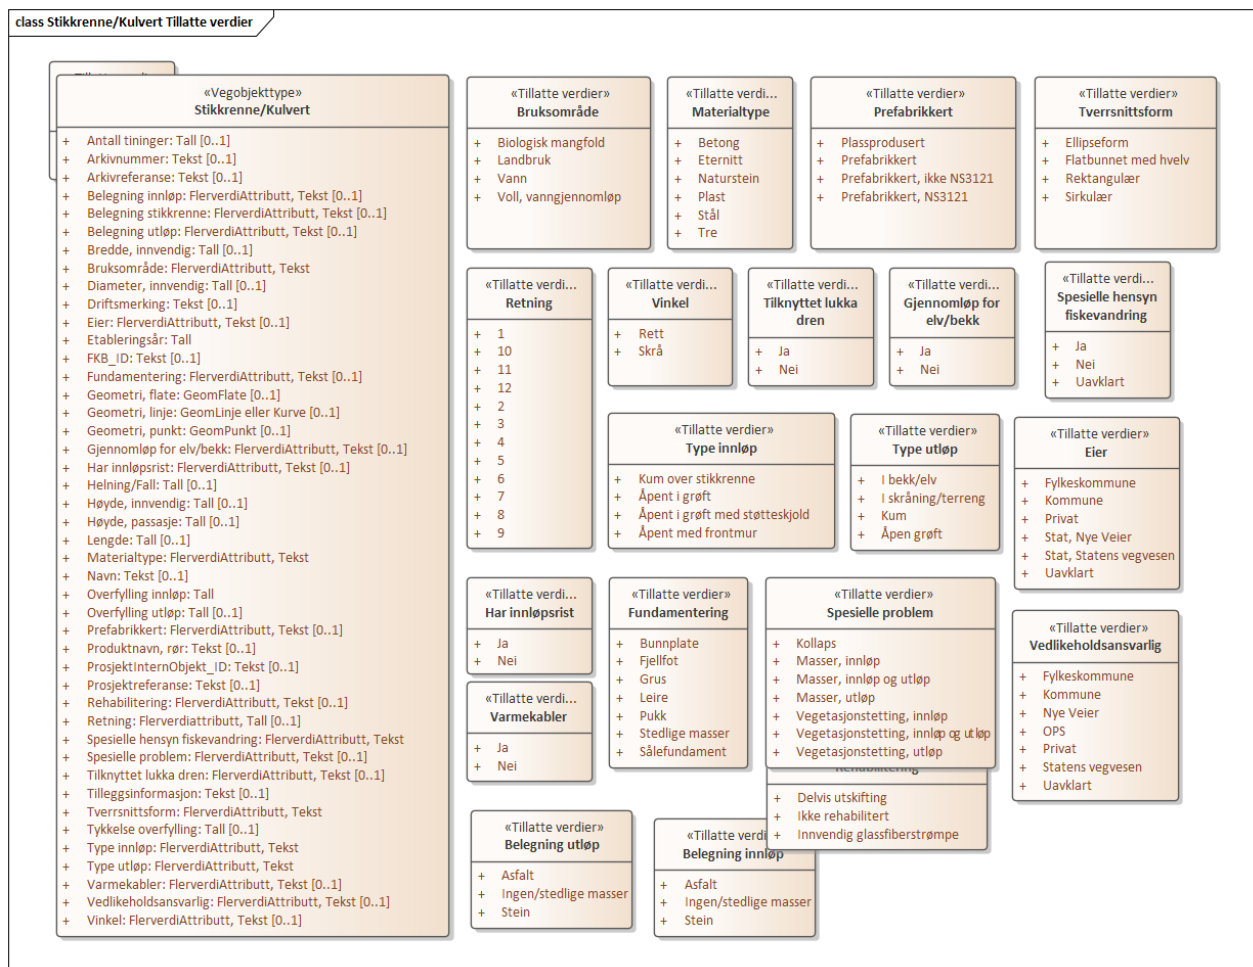 class Stikkrenne/Kulvert Tillatte verdier
«Vegobjekttype»
Stikkrenne/Kulvert
+ Antall tininger: Tall [0..1]
+ Arkivnummer: Tekst [0..1]
+ Arkivreferanse: Tekst [0..1]
+ Belegning innløp: FlerverdiAttributt, Tekst [0..1]
+ Belegning stikkrenne: FlerverdiAttributt, Tekst [0..1]
+ Belegning utløp: FlerverdiAttributt, Tekst [0..1]
+ Bredde, innvendig: Tall [0..1]
+ Bruksområde: FlerverdiAttributt, Tekst
+ Diameter, innvendig: Tall [0..1]
+ Driftsmerking: Tekst [0..1]
+ Eier: FlerverdiAttributt, Tekst [0..1]
+ Etableringsår: Tall
+ FKB_ID: Tekst [0..1]
+ Fundamentering: FlerverdiAttributt, Tekst [0..1]
+ Geometri, flate: GeomFlate [0..1]
+ Geometri, linje: GeomLinje eller Kurve [0..1]
+ Geometri, punkt: GeomPunkt [0..1]
+ Gjennomløp for elv/bekk: FlerverdiAttributt, Tekst [0..1]
+ Har innløpsrist: FlerverdiAttributt, Tekst [0..1]
+ Helning/Fall: Tall [0..1]
+ Høyde, innvendig: Tall [0..1]
+ Høyde, passasje: Tall [0..1]
+ Lengde: Tall [0..1]
+ Materialtype: FlerverdiAttributt, Tekst
+ Navn: Tekst [0..1]
+ Overfylling innløp: Tall
+ Overfylling utløp: Tall [0..1]
+ Prefabrikkert: FlerverdiAttributt, Tekst [0..1]
+ Produktnavn, rør: Tekst [0..1]
+ ProsjektInternObjekt_ID: Tekst [0..1]
+ Prosjektreferanse: Tekst [0..1]
+ Rehabilitering: FlerverdiAttributt, Tekst [0..1]
+ Retning: Flerverdiattributt, Tall [0..1]
+ Spesielle hensyn fiskevandring: FlerverdiAttributt, Tekst
+ Spesielle problem: FlerverdiAttributt, Tekst [0..1]
+ Tilknyttet lukka dren: FlerverdiAttributt, Tekst [0..1]
+ Tilleggsinformasjon: Tekst [0..1]
+ Tverrsnittsform: FlerverdiAttributt, Tekst
+ Tykkelse overfylling: Tall [0..1]
+ Type innløp: FlerverdiAttributt, Tekst
+ Type utløp: FlerverdiAttributt, Tekst
+ Varmekabler: FlerverdiAttributt, Tekst [0..1]
+ Vedlikeholdsansvarlig: FlerverdiAttributt, Tekst [0..1]
+ Vinkel: FlerverdiAttributt, Tekst [0..1]
«Tillatte verdier»
Bruksområde
+ Biologisk mangfold
+ Landbruk
+ Vann
+ Voll, vanngjennomløp
«Tillatte verdi...
Materialtype
+ Betong
+ Eternitt
+ Naturstein
+ Plast
+ Stål
+ Tre
«Tillatte verdier»
Prefabrikkert
+ Plassprodusert
+ Prefabrikkert
+ Prefabrikkert, ikke NS3121
+ Prefabrikkert, NS3121
«Tillatte verdier»
Tverrsnittsform
+ Ellipseform
+ Flatbunnet med hvelv
+ Rektangulær
+ Sirkulær
«Tillatte verdi...
Retning
+ 1
+ 10
+ 11
+ 12
+ 2
+ 3
+ 4
+ 5
+ 6
+ 7
+ 8
+ 9
«Tillatte verdi...
Vinkel
+ Rett
+ Skrå
«Tillatte verdi...
Tilknyttet lukka
dren
+ Ja
+ Nei
«Tillatte verdi...
Gjennomløp for
elv/bekk
+ Ja
+ Nei
«Tillatte verdi...
Spesielle hensyn
fiskevandring
+ Ja
+ Nei
+ Uavklart
«Tillatte verdier»
Type innløp
+ Kum over stikkrenne
+ Åpent i grøft
+ Åpent i grøft med støtteskjold
+ Åpent med frontmur
«Tillatte verdier»
Type utløp
+ I bekk/elv
+ I skråning/terreng
+ Kum
+ Åpen grøft
«Tillatte verdier»
Eier
+ Fylkeskommune
+ Kommune
+ Privat
+ Stat, Nye Veier
+ Stat, Statens vegvesen
+ Uavklart
«Tillatte verdi...
Har innløpsrist
+ Ja
+ Nei
«Tillatte verdier»
Fundamentering
+ Bunnplate
+ Fjellfot
+ Grus
+ Leire
+ Pukk
+ Stedlige masser
+ Sålefundament
«Tillatte verdier»
Spesielle problem
+ Kollaps
+ Masser, innløp
+ Masser, innløp og utløp
+ Masser, utløp
+ Vegetasjonstetting, innløp
+ Vegetasjonstetting, innløp og utløp
+ Vegetasjonstetting, utløp
Rehabilitering
+ Delvis utskifting
+ Ikke rehabilitert
+ Innvendig glassfiberstrømpe
«Tillatte verdier»
Vedlikeholdsansvarlig
+ Fylkeskommune
+ Kommune
+ Nye Veier
+ OPS
+ Privat
+ Statens vegvesen
+ Uavklart
«Tillatte verdi...
Varmekabler
+ Ja
+ Nei
«Tillatte verdier»
Belegning utløp
+ Asfalt
+ Ingen/stedlige masser
+ Stein
«Tillatte
Belegning innløp
+ Asfalt
+ Ingen/stedlige masser
+ Stein